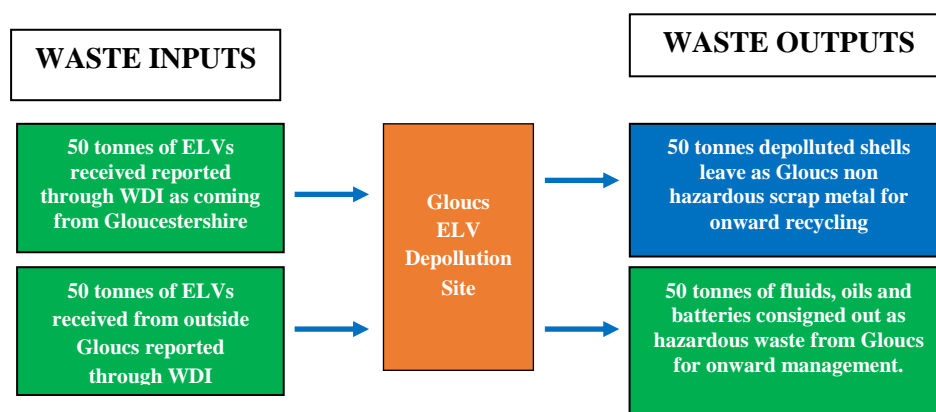 WASTE INPUTS
WASTE OUTPUTS
50 tonnes of ELVs
received reported
through WDI as coming
from Gloucestershire
50 tonnes of ELVs
received from outside
Gloucs reported
through WDI
Gloucs
ELV
Depollution
Site
50 tonnes depolluted shells
leave as Gloucs non
hazardous scrap metal for
onward recycling
50 tonnes of fluids, oils and
batteries consigned out as
hazardous waste from Gloucs
for onward management.